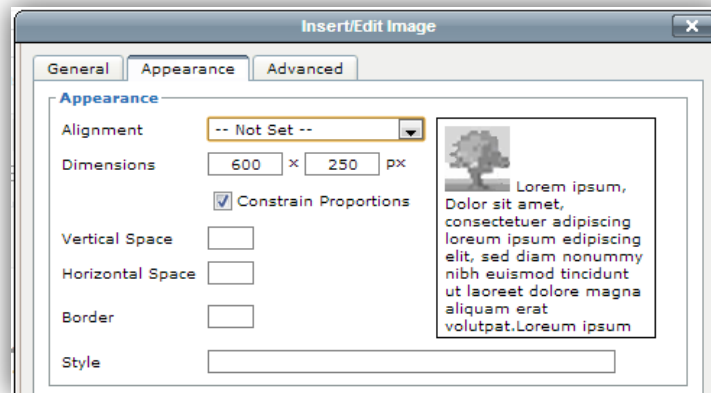 Insert/Edit Image
General Appearance Advanced
Appearance
Alignment -- Not Set --
Dimensions 600 × 250 px
Constrain Proportions
Vertical Space
Horizontal Space
Border
Style
Lorem ipsum,
Dolor sit amet,
consectetuer adipiscing
loreum ipsum edipiscing
elit, sed diam nonummy
nibh euismod tincidunt
ut laoreet dolore magna
aliquam erat
volutpat.Loreum ipsum